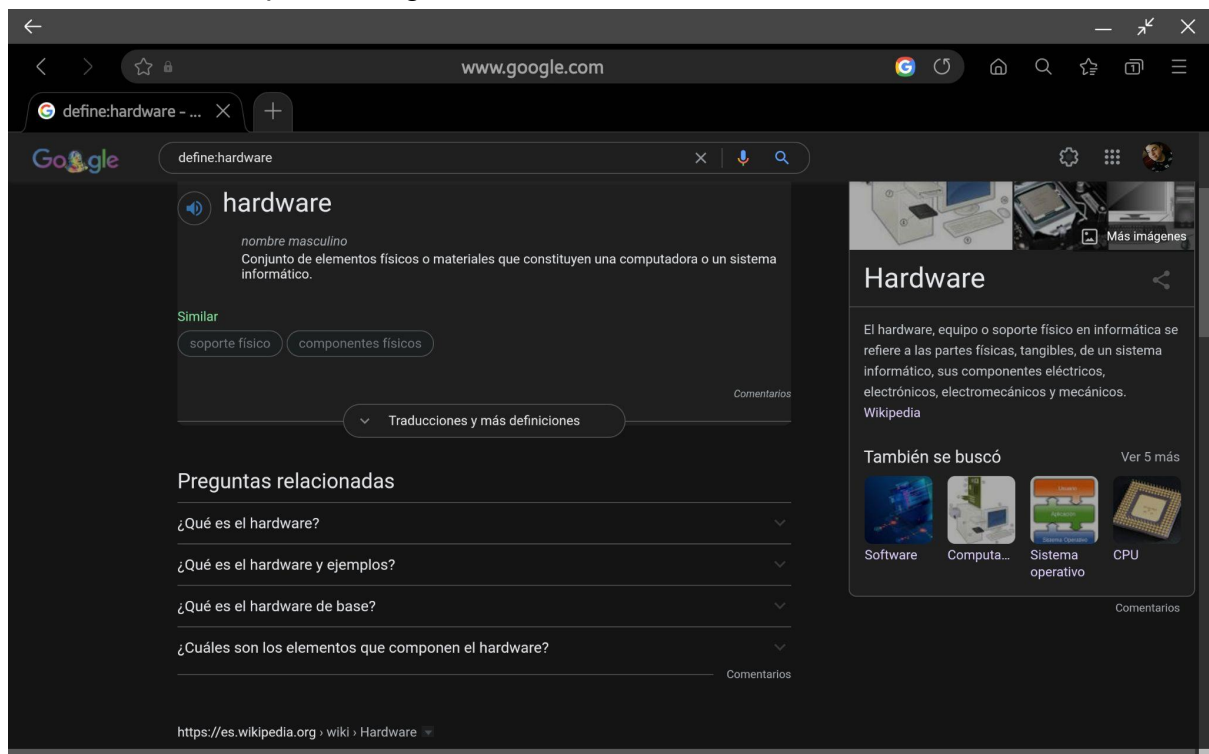 www.google.com
define:hardware - ...
Google
define:hardware
hardware
nombre masculino
Conjunto de elementos físicos o materiales que constituyen una computadora o un sistema
informático.
Similar
soporte físico
componentes físicos
Comentarios
Traducciones y más definiciones
Preguntas relacionadas
¿Qué es el hardware?
¿Qué es el hardware y ejemplos?
¿Qué es el hardware de base?
¿Cuáles son los elementos que componen el hardware?
Comentarios
https://es.wikipedia.org › wiki › Hardware
Más imágenes
Hardware
El hardware, equipo o soporte físico en informática se
refiere a las partes físicas, tangibles, de un sistema
informático, sus componentes eléctricos,
electrónicos, electromecánicos y mecánicos.
Wikipedia
También se buscó
Ver 5 más
Software
Computa...
Sistema
operativo
CPU
Comentarios